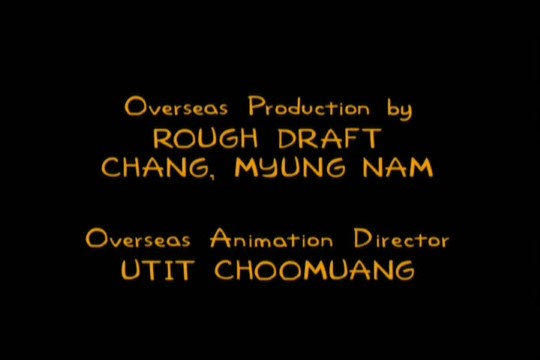 Overseas Production by
ROUGH DRAFT
CHANG, MYUNG NAM
Overseas Animation Director
UTIT CHOOMUANG